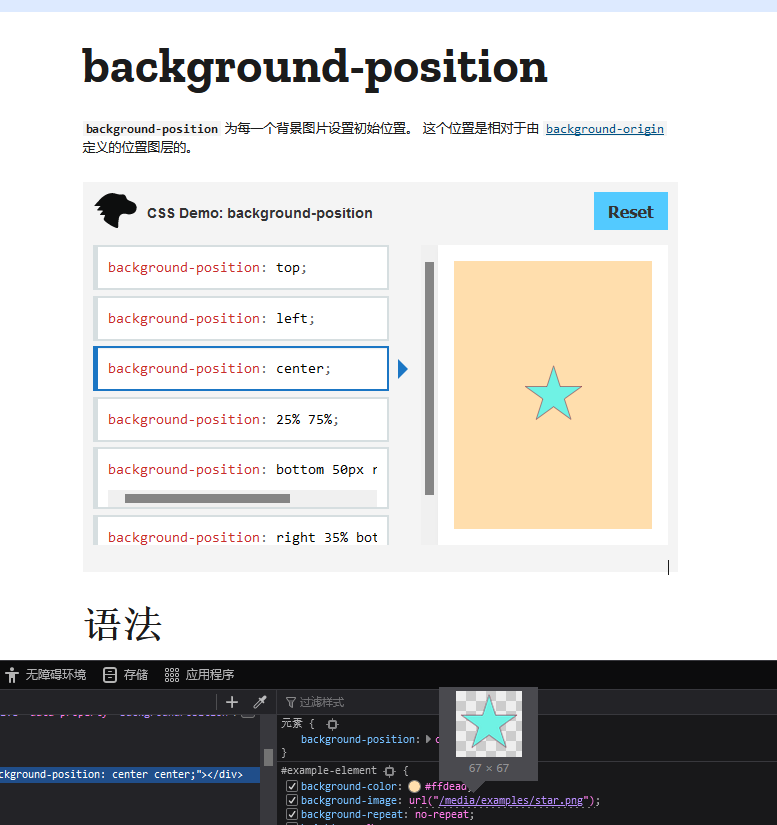 background-position
background-position 为每一个背景图片设置初始位置。 这个位置是相对于由 background-origin
定义的位置图层的。
CSS Demo: background-position
Reset
background-position: top;
background-position: left;
background-position: center;
background-position: 25% 75%;
background-position: bottom 50px r
background-position: right 35% bot
语法
无障碍环境 存储 应用程序
过滤样式
元素 {
background-position:
}
ckground-position: center center;"></div>
#example-element {
67 × 67
background-color: #ffdead;
background-image: url("/media/examples/star.png");
background-repeat: no-repeat;